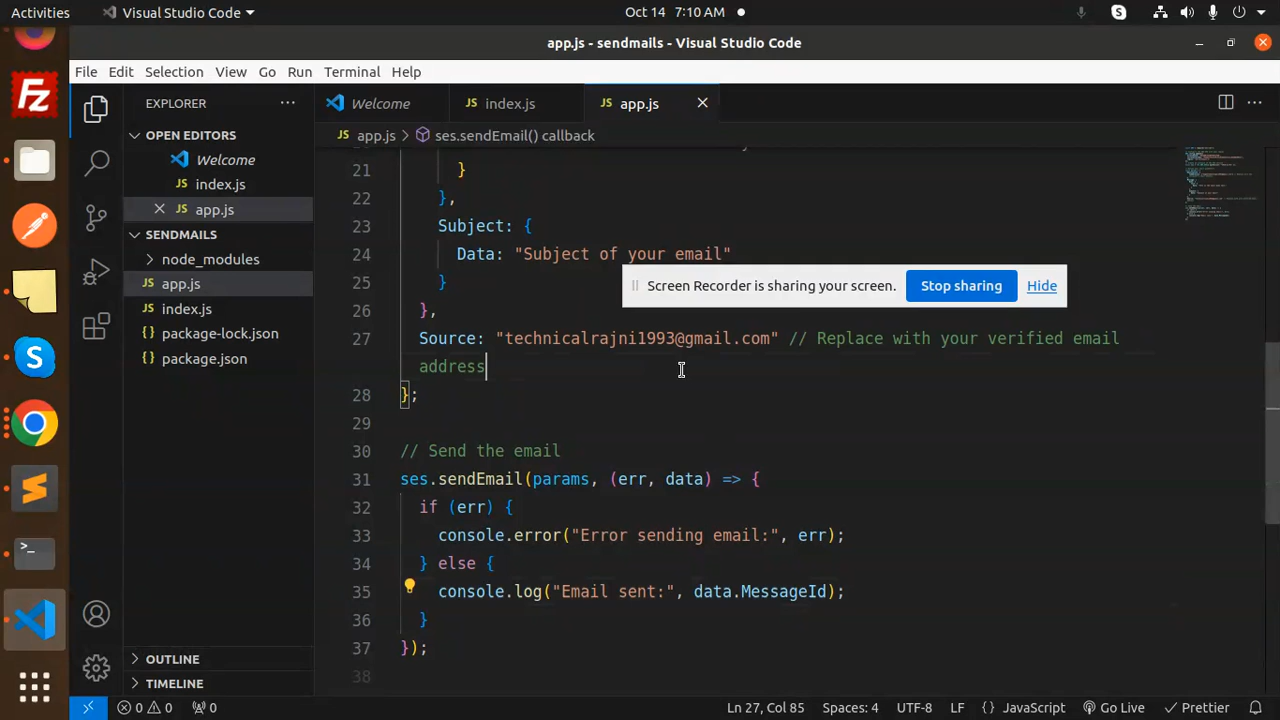 Activities Visual Studio Code Oct 14 7:10 AM
app.js - sendmails - Visual Studio Code
File Edit Selection View Go Run Terminal Help
EXPLORER
OPEN EDITORS
Welcome
index.js
app.js
SENDMAILS
node_modules
app.js
index.js
package-lock.json
package.json
OUTLINE
TIMELINE
Welcome index.js app.js
app.js > ses.sendEmail() callback
21 }
22 },
23 Subject: {
24 Data: "Subject of your email"
25 }
26 },
27 Source: "technicalrajni1993@gmail.com" // Replace with your verified email
address
28 };
29
30 // Send the email
31 ses.sendEmail(params, (err, data) => {
32 if (err) {
33 console.error("Error sending email:", err);
34 } else {
35 console.log("Email sent:", data.MessageId);
36 }
37 });
38
Screen Recorder is sharing your screen. Stop sharing Hide
0 0 0 Ln 27, Col 85 Spaces: 4 UTF-8 LF {} JavaScript Go Live Prettier